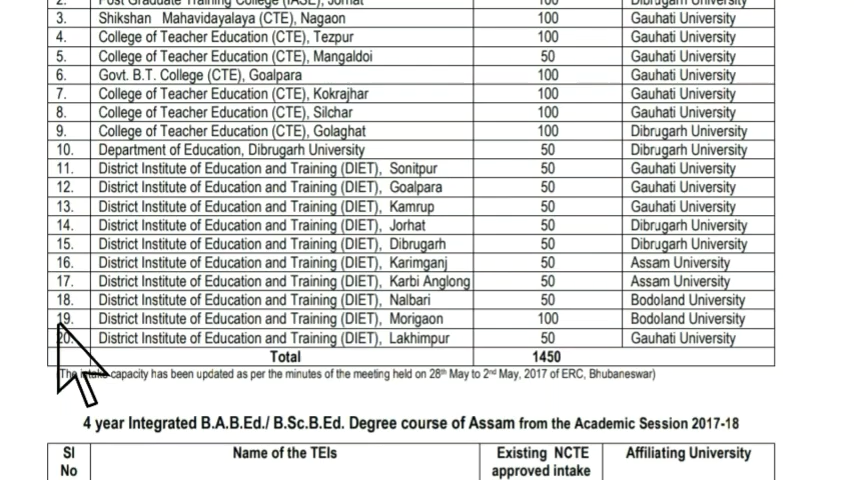 2. Post Graduate Training College (IASE), Jorhat 100 Dibrugarh University
3. Shikshan Mahavidayalaya (CTE), Nagaon 100 Gauhati University
4. College of Teacher Education (CTE), Tezpur 100 Gauhati University
5. College of Teacher Education (CTE), Mangaldoi 50 Gauhati University
6. Govt. B.T. College (CTE), Goalpara 100 Gauhati University
7. College of Teacher Education (CTE), Kokrajhar 100 Gauhati University
8. College of Teacher Education (CTE), Silchar 100 Gauhati University
9. College of Teacher Education (CTE), Golaghat 100 Dibrugarh University
10. Department of Education, Dibrugarh University 50 Dibrugarh University
11. District Institute of Education and Training (DIET), Sonitpur 50 Gauhati University
12. District Institute of Education and Training (DIET), Goalpara 50 Gauhati University
13. District Institute of Education and Training (DIET), Kamrup 50 Gauhati University
14. District Institute of Education and Training (DIET), Jorhat 50 Dibrugarh University
15. District Institute of Education and Training (DIET), Dibrugarh 50 Dibrugarh University
16. District Institute of Education and Training (DIET), Karimganj 50 Assam University
17. District Institute of Education and Training (DIET), Karbi Anglong 50 Assam University
18. District Institute of Education and Training (DIET), Nalbari 50 Bodoland University
19. District Institute of Education and Training (DIET), Morigaon 100 Bodoland University
20. District Institute of Education and Training (DIET), Lakhimpur 50 Gauhati University
Total 1450
The intake capacity has been updated as per the minutes of the meeting held on 28th May to 2nd May, 2017 of ERC, Bhubaneswar)
4 year Integrated B.A.B.Ed./ B.Sc.B.Ed. Degree course of Assam from the Academic Session 2017-18
Sl No Name of the TEIs Existing NCTE approved intake Affiliating University